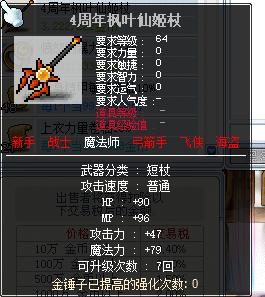 4周年枫叶仙姬杖
要求等级: 64
要求力量: —
要求敏捷: —
要求智力: —
要求运气: —
要求人气度: —
道具等级
道具经验值 —
新手 战士 魔法师 弓箭手 飞侠 海盗
武器分类 : 短杖
攻击速度 : 普通
HP : +90
MP : +96
攻击力 : +47
魔法力 : +79
可升级次数 : 7回
金锤子已提高的强化次数: 0